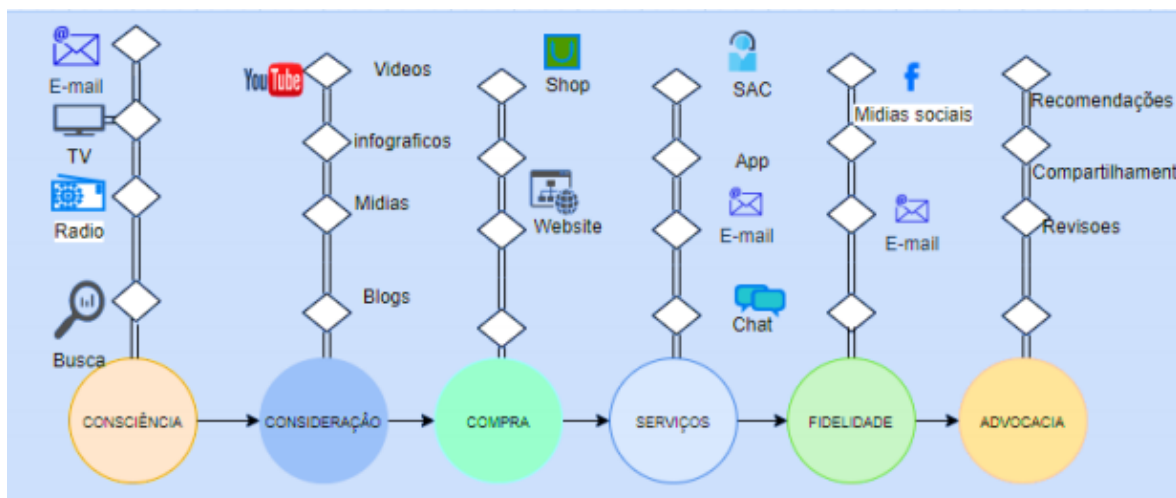 E-mail
TV
Radio
Busca
YouTube
Videos
infograficos
Midias
Blogs
Shop
Website
SAC
App
E-mail
Chat
Midias sociais
E-mail
Recomendações
Compartilhament
Revisoes
CONSCIÊNCIA
CONSIDERAÇÃO
COMPRA
SERVIÇOS
FIDELIDADE
ADVOCACIA